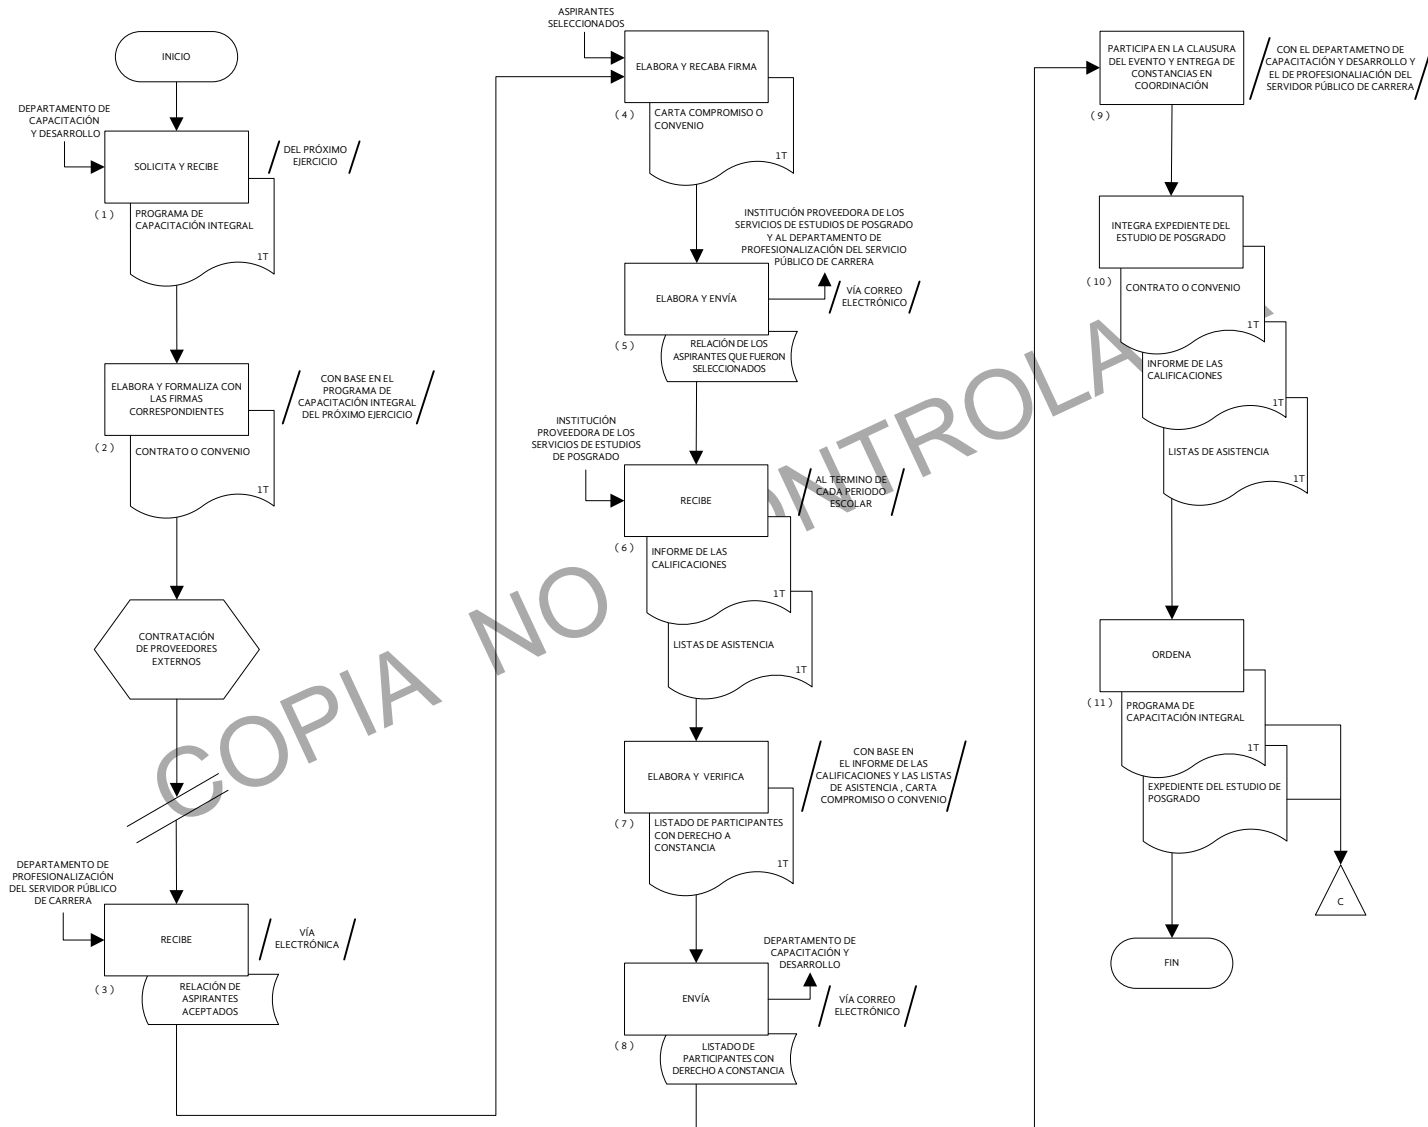 INICIO
DEPARTAMENTO DE
CAPACITACIÓN
Y DESARROLLO
SOLICITA Y RECIBE
DEL PRÓXIMO
EJERCICIO
( 1 )
PROGRAMA DE
CAPACITACIÓN INTEGRAL
1T
ELABORA Y FORMALIZA CON
LAS FIRMAS
CORRESPONDIENTES
CON BASE EN EL
PROGRAMA DE
CAPACITACIÓN INTEGRAL
DEL PRÓXIMO EJERCICIO
( 2 )
CONTRATO O CONVENIO
1T
CONTRATACIÓN
DE PROVEEDORES
EXTERNOS
DEPARTAMENTO DE
PROFESIONALIZACIÓN
DEL SERVIDOR PÚBLICO
DE CARRERA
RECIBE
VÍA
ELECTRÓNICA
( 3 )
RELACIÓN DE
ASPIRANTES
ACEPTADOS
ASPIRANTES
SELECCIONADOS
ELABORA Y RECABA FIRMA
( 4 )
CARTA COMPROMISO O
CONVENIO
1T
INSTITUCIÓN PROVEEDORA DE LOS
SERVICIOS DE ESTUDIOS DE POSGRADO
Y AL DEPARTAMENTO DE
PROFESIONALIZACIÓN DEL SERVICIO
PÚBLICO DE CARRERA
ELABORA Y ENVÍA
VÍA CORREO
ELECTRÓNICO
( 5 )
RELACIÓN DE LOS
ASPIRANTES QUE FUERON
SELECCIONADOS
INSTITUCIÓN
PROVEEDORA DE LOS
SERVICIOS DE ESTUDIOS
DE POSGRADO
RECIBE
AL TERMINO DE
CADA PERIODO
ESCOLAR
( 6 )
INFORME DE LAS
CALIFICACIONES
1T
LISTAS DE ASISTENCIA
1T
ELABORA Y VERIFICA
CON BASE EN
EL INFORME DE LAS
CALIFICACIONES Y LAS LISTAS
DE ASISTENCIA , CARTA
COMPROMISO O CONVENIO
( 7 )
LISTADO DE PARTICIPANTES
CON DERECHO A
CONSTANCIA
1T
DEPARTAMENTO DE
CAPACITACIÓN Y
DESARROLLO
ENVÍA
VÍA CORREO
ELECTRÓNICO
( 8 )
LISTADO DE
PARTICIPANTES CON
DERECHO A CONSTANCIA
PARTICIPA EN LA CLAUSURA
DEL EVENTO Y ENTREGA DE
CONSTANCIAS EN
COORDINACIÓN
CON EL DEPARTAMETNO DE
CAPACITACIÓN Y DESARROLLO Y
EL DE PROFESIONALIACIÓN DEL
SERVIDOR PÚBLICO DE CARRERA
( 9 )
INTEGRA EXPEDIENTE DEL
ESTUDIO DE POSGRADO
( 10 )
CONTRATO O CONVENIO
1T
INFORME DE LAS
CALIFICACIONES
1T
LISTAS DE ASISTENCIA
1T
ORDENA
( 11 )
PROGRAMA DE
CAPACITACIÓN INTEGRAL
1T
EXPEDIENTE DEL ESTUDIO DE
POSGRADO
C
FIN
COPIA NO